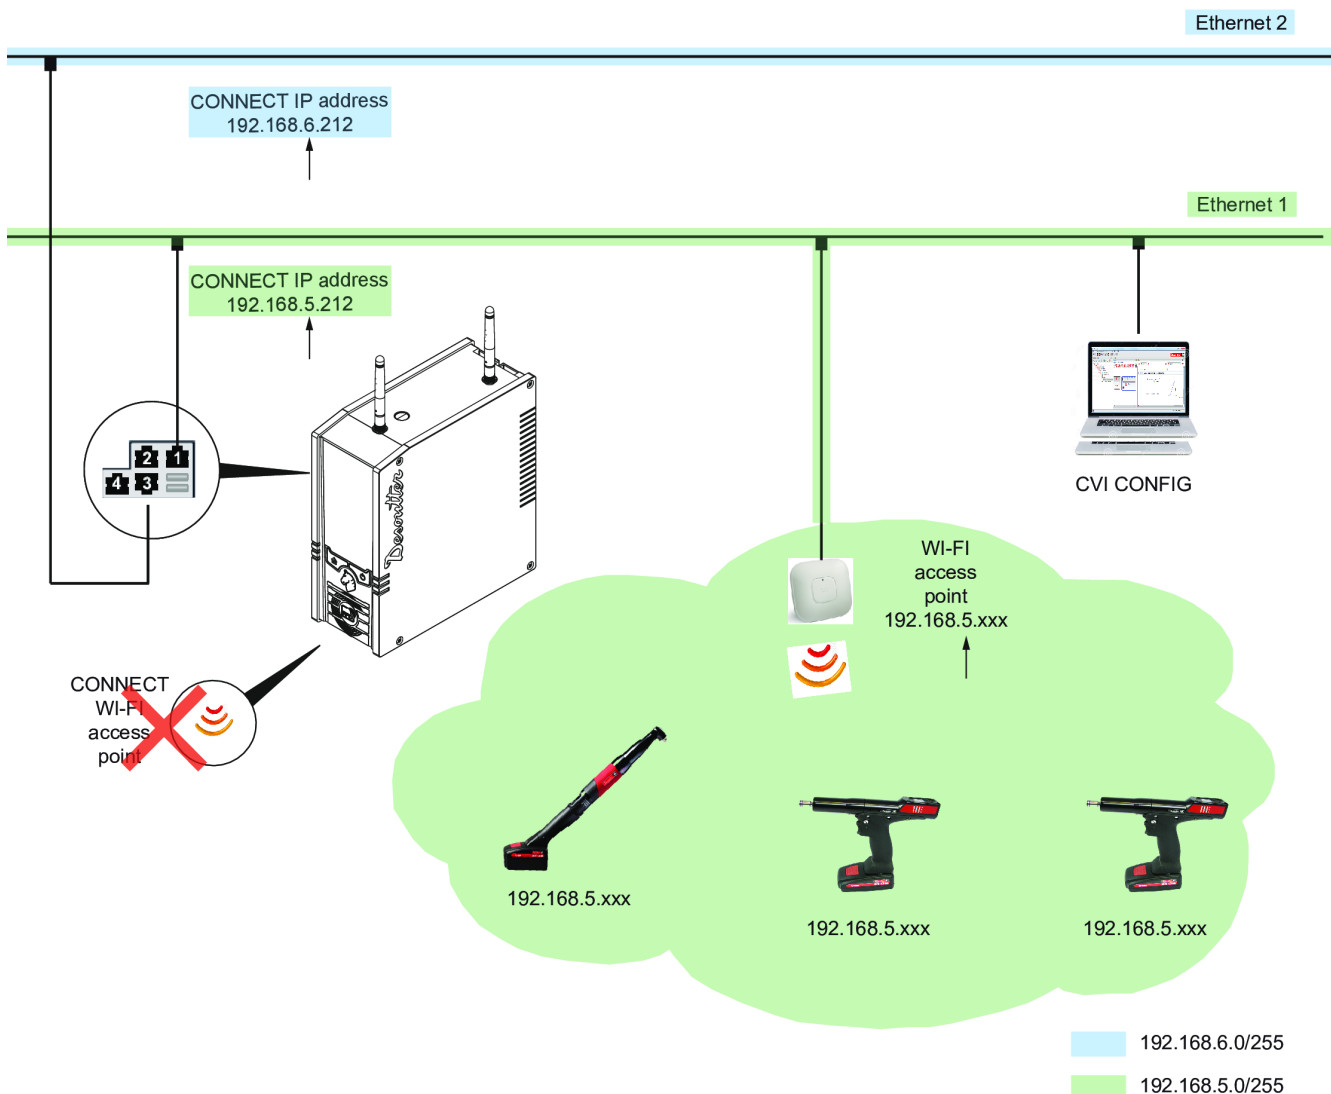 Ethernet 2
CONNECT IP address
192.168.6.212
Ethernet 1
CONNECT IP address
192.168.5.212
2 1
4 3
Desoutter
CVI CONFIG
WI-FI
access
point
192.168.5.xxx
CONNECT
WI-FI
access
point
192.168.5.xxx
192.168.5.xxx
192.168.5.xxx
192.168.6.0/255
192.168.5.0/255